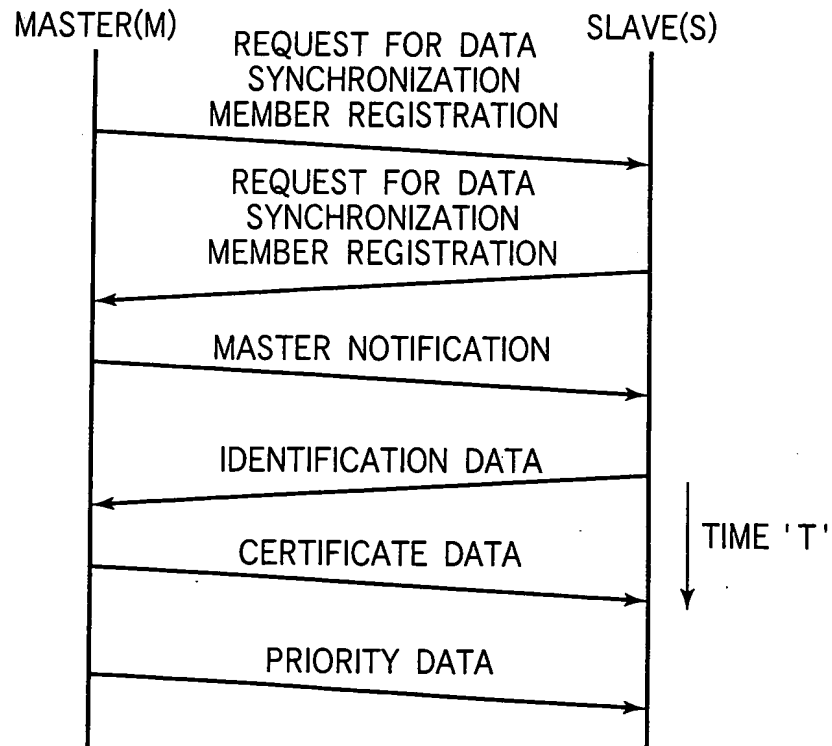 MASTER(M)
SLAVE(S)
REQUEST FOR DATA
SYNCHRONIZATION
MEMBER REGISTRATION
REQUEST FOR DATA
SYNCHRONIZATION
MEMBER REGISTRATION
MASTER NOTIFICATION
IDENTIFICATION DATA
TIME 'T'
CERTIFICATE DATA
PRIORITY DATA